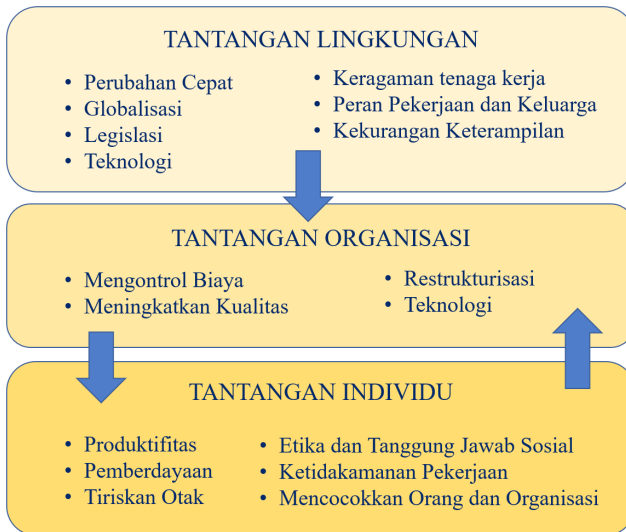 TANTANGAN LINGKUNGAN
• Perubahan Cepat
• Globalisasi
• Legislasi
• Teknologi
• Keragaman tenaga kerja
• Peran Pekerjaan dan Keluarga
• Kekurangan Keterampilan
TANTANGAN ORGANISASI
• Mengontrol Biaya
• Meningkatkan Kualitas
• Restrukturisasi
• Teknologi
TANTANGAN INDIVIDU
• Produktifitas
• Pemberdayaan
• Tiriskan Otak
• Etika dan Tanggung Jawab Sosial
• Ketidakamanan Pekerjaan
• Mencocokkan Orang dan Organisasi